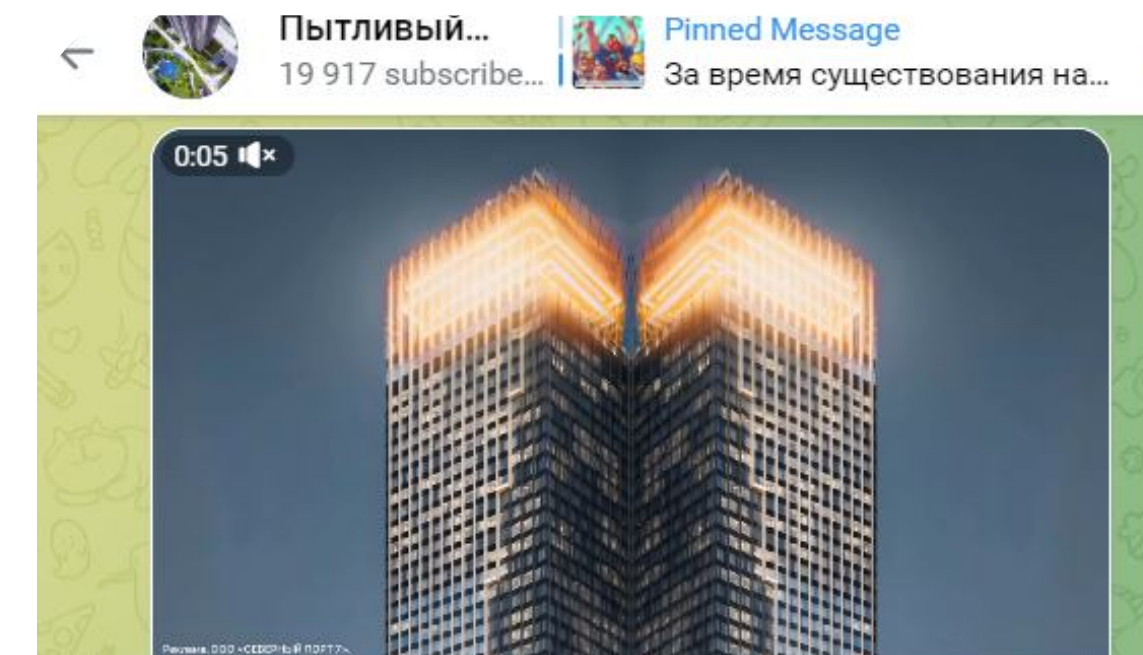 Пытливый...
19 917 subscribe...
Pinned Message
За время существования на...
0:05
Реклама. ООО «СЕВЕРНЫЙ ПОРТ 7».